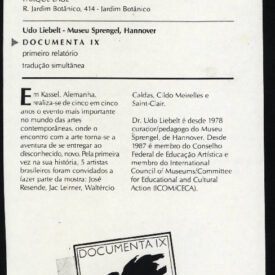 PARQUE LAGE
R. Jardim Botânico, 414 - Jardim Botânico
Udo Liebelt - Museu Sprengel, Hannover
DOCUMENTA IX
primeiro relatório
tradução simultânea
Em Kassel, Alemanha,
realiza-se de cinco em cinco
anos o evento mais importante
no mundo das artes
contemporâneas, onde o
encontro com a arte torna-se a
aventura de se entregar ao
desconhecido, novo. Pela primeira
vez na sua história, 5 artistas
brasileiros foram convidados a
fazer parte da mostra: José
Resende, Jac Leirner, Waltércio
Caldas, Cildo Meirelles e
Saint-Clair.
Dr. Udo Liebelt é desde 1978
curador/pedagogo do Museu
Sprengel, de Hannover. Desde
1987 é membro do Conselho
Federal de Educação Artística e
membro do International
Council of Museums/Committee
for Educational and Cultural
Action (ICOM/CECA).
DOCUMENTA IX